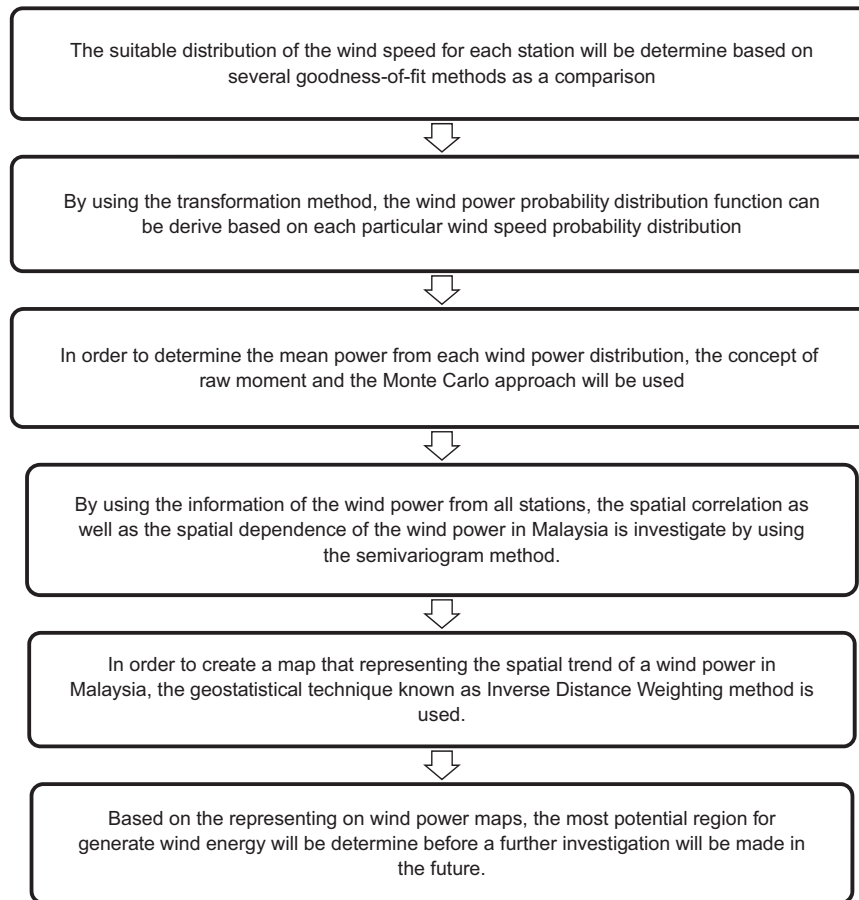 The suitable distribution of the wind speed for each station will be determine based on
several goodness-of-fit methods as a comparison
By using the transformation method, the wind power probability distribution function can
be derive based on each particular wind speed probability distribution
In order to determine the mean power from each wind power distribution, the concept of
raw moment and the Monte Carlo approach will be used
By using the information of the wind power from all stations, the spatial correlation as
well as the spatial dependence of the wind power in Malaysia is investigate by using
the semivariogram method.
In order to create a map that representing the spatial trend of a wind power in
Malaysia, the geostatistical technique known as Inverse Distance Weighting method is
used.
Based on the representing on wind power maps, the most potential region for
generate wind energy will be determine before a further investigation will be made in
the future.